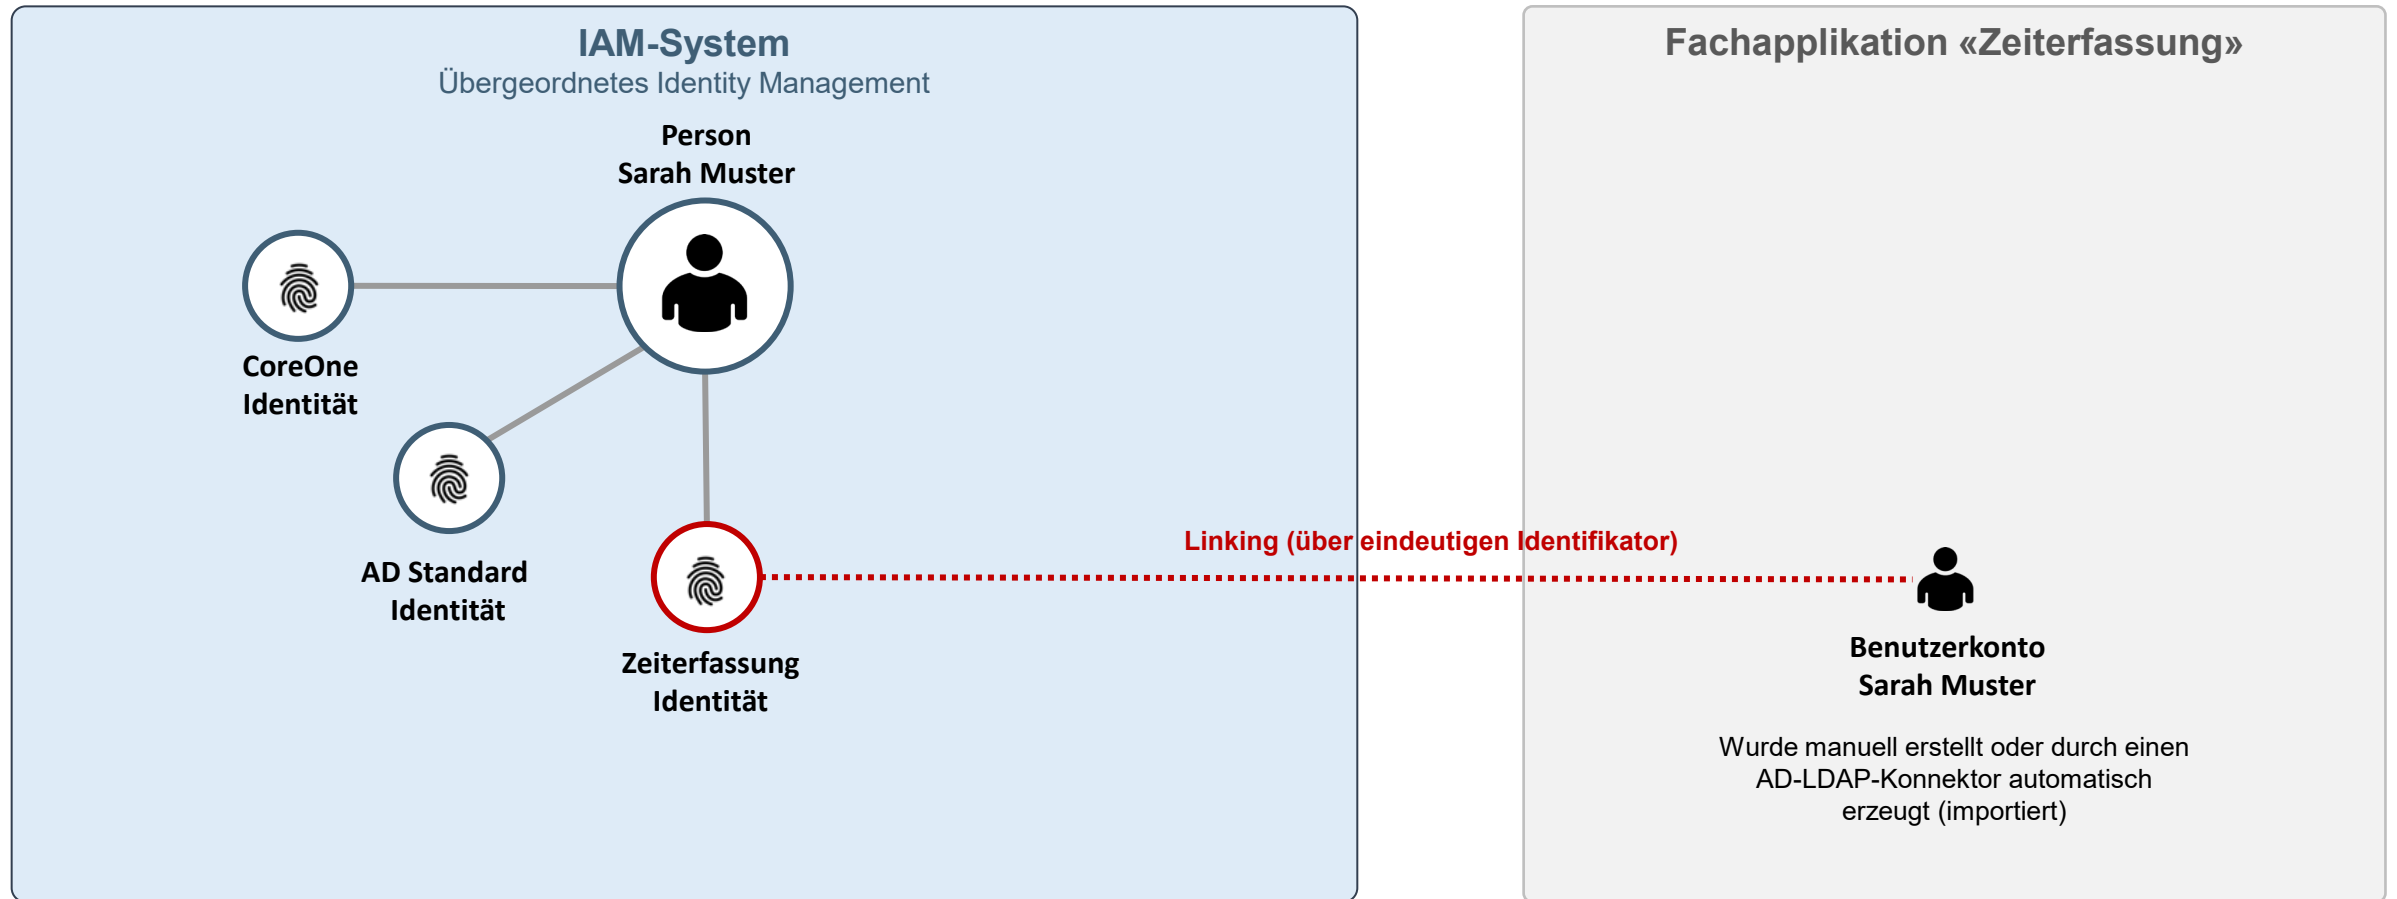 IAM-System
Übergeordnetes Identity Management
Person
Sarah Muster
CoreOne
Identität
AD Standard
Identität
Zeiterfassung
Identität
Linking (über eindeutigen Identifikator)
Fachapplikation «Zeiterfassung»
Benutzerkonto
Sarah Muster
Wurde manuell erstellt oder durch einen
AD-LDAP-Konnektor automatisch
erzeugt (importiert)